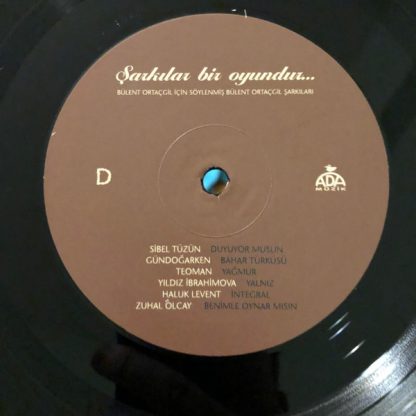 Şarkılar bir oyundur...
BÜLENT ORTAÇGİL İÇİN SÖYLENMİŞ BÜLENT ORTAÇGİL ŞARKILARI
D
ADA
MÜZİK
SİBEL TÜZÜN DUYUYOR MUSUN
GÜNDOĞARKEN BAHAR TÜRKÜSÜ
TEOMAN YAĞMUR
YILDIZ İBRAHİMOVA YALNIZ
HALUK LEVENT İNTEGRAL
ZUHAL ÖLCAY BENİMLE OYNAR MISIN